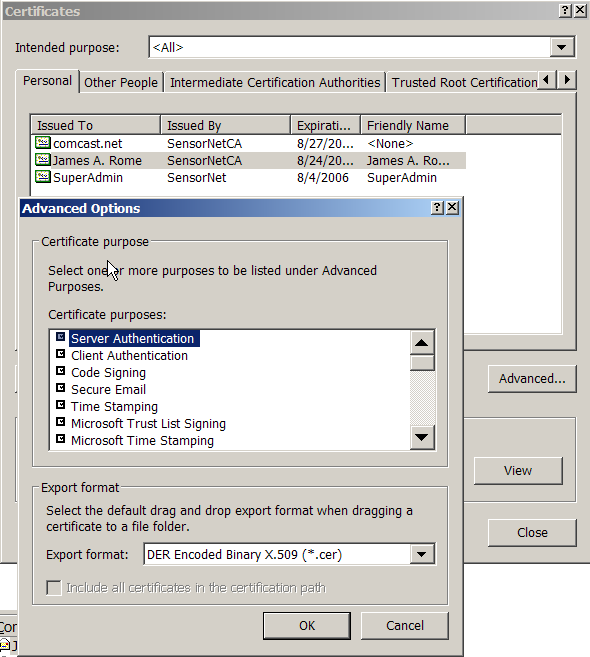 Certificates
Intended purpose: <All>
Personal Other People Intermediate Certification Authorities Trusted Root Certification
Issued To Issued By Expirati... Friendly Name
comcast.net SensorNetCA 8/27/20... <None>
James A. Rome SensorNetCA 8/24/20... James A. Ro...
SuperAdmin SensorNet 8/4/2006 SuperAdmin
Advanced Options
Certificate purpose
Select one or more purposes to be listed under Advanced
Purposes.
Certificate purposes:
Server Authentication
Client Authentication
Code Signing
Secure Email
Time Stamping
Microsoft Trust List Signing
Microsoft Time Stamping
Advanced...
View
Export format
Select the default drag and drop export format when dragging a
certificate to a file folder.
Close
Export format: DER Encoded Binary X.509 (*.cer)
Include all certificates in the certification path
OK Cancel